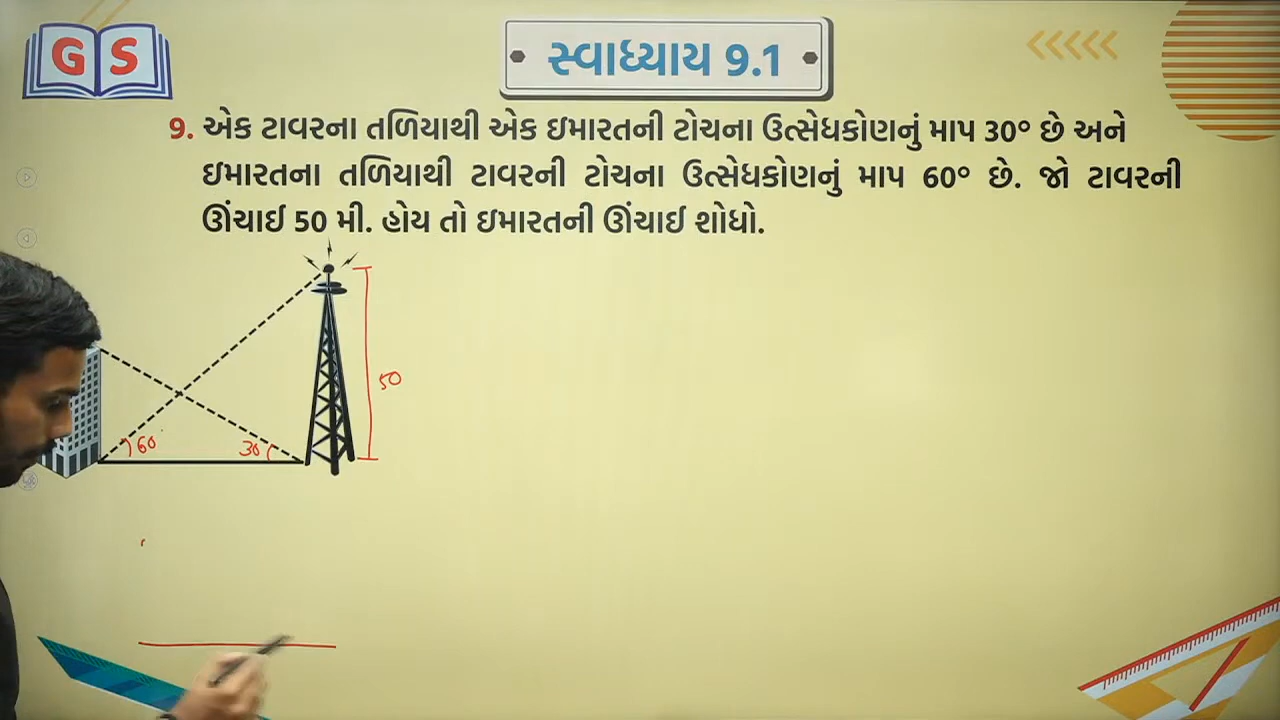 GS
સ્વાધ્યાય 9.1
9. એક ટાવરના તળિયાથી એક ઇમારતની ટોચના ઉત્સેધકોણનું માપ 30° છે અને
ઇમારતના તળિયાથી ટાવરની ટોચના ઉત્સેધકોણનું માપ 60° છે. જો ટાવરની
ઊંચાઈ 50 મી. હોય તો ઇમારતની ઊંચાઈ શોધો.
50
60 30